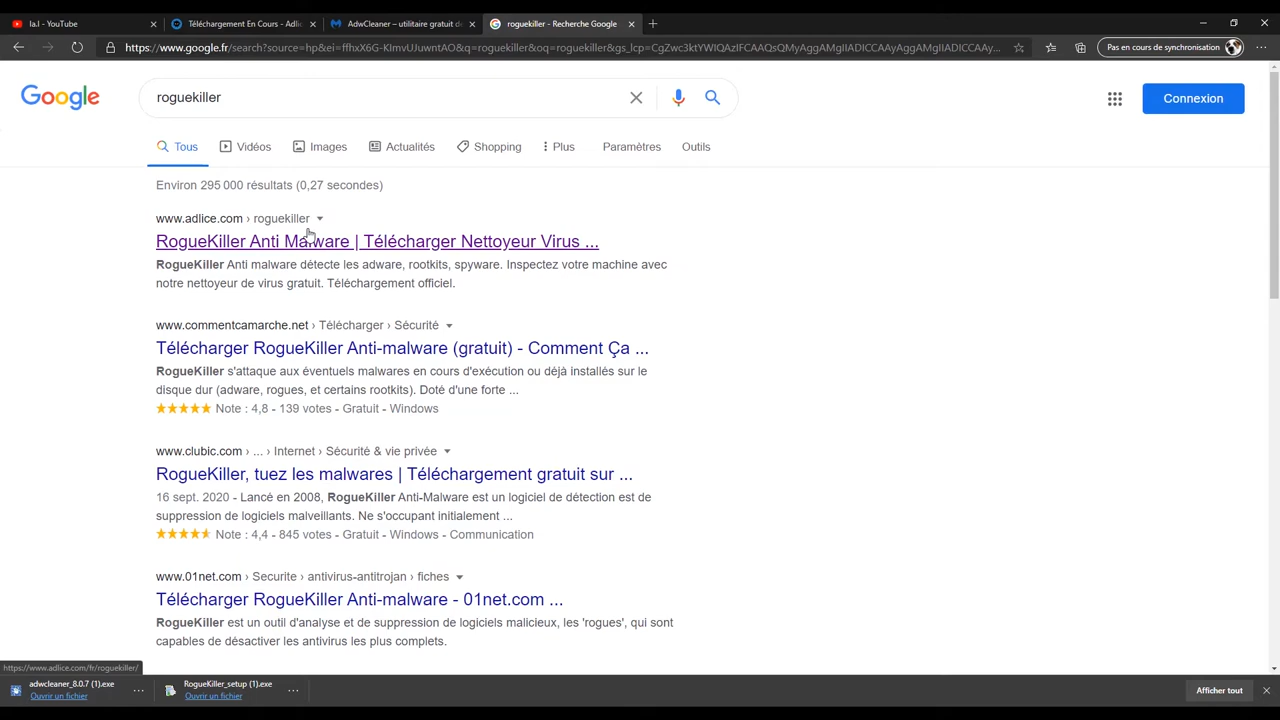 la.l - YouTube
Téléchargement En Cours - Adlic
AdwCleaner – utilitaire gratuit de
roguekiller - Recherche Google
https://www.google.fr/search?source=hp&ei=
Pas en cours de synchronisation
Google
roguekiller
Connexion
Tous
Vidéos
Images
Actualités
Shopping
Plus
Paramètres
Outils
Environ 295 000 résultats (0,27 secondes)
www.adlice.com › roguekiller
RogueKiller Anti Malware | Télécharger Nettoyeur Virus ...
RogueKiller Anti malware détecte les adware, rootkits, spyware. Inspectez votre machine avec
notre nettoyeur de virus gratuit. Téléchargement officiel.
www.commentcamarche.net › Télécharger › Sécurité
Télécharger RogueKiller Anti-malware (gratuit) - Comment Ça ...
RogueKiller s'attaque aux éventuels malwares en cours d'exécution ou déjà installés sur le
disque dur (adware, rogues, et certains rootkits). Doté d'une forte ...
Note : 4,8 - 139 votes - Gratuit - Windows
www.clubic.com › ... › Internet › Sécurité & vie privée
RogueKiller, tuez les malwares | Téléchargement gratuit sur ...
16 sept. 2020 - Lancé en 2008, RogueKiller Anti-Malware est un logiciel de détection est de
suppression de logiciels malveillants. Ne s'occupant initialement ...
Note : 4,4 - 845 votes - Gratuit - Windows - Communication
www.01net.com › Securite › antivirus-antitrojan › fiches
Télécharger RogueKiller Anti-malware - 01net.com ...
RogueKiller est un outil d'analyse et de suppression de logiciels malicieux, les 'rogues', qui sont
capables de désactiver les antivirus les plus complets.
https://www.adlice.com/fr/roguekiller/
adwcleaner_8.0.7 (1).exe
Ouvrir un fichier
RogueKiller_setup (1).exe
Ouvrir un fichier
Afficher tout